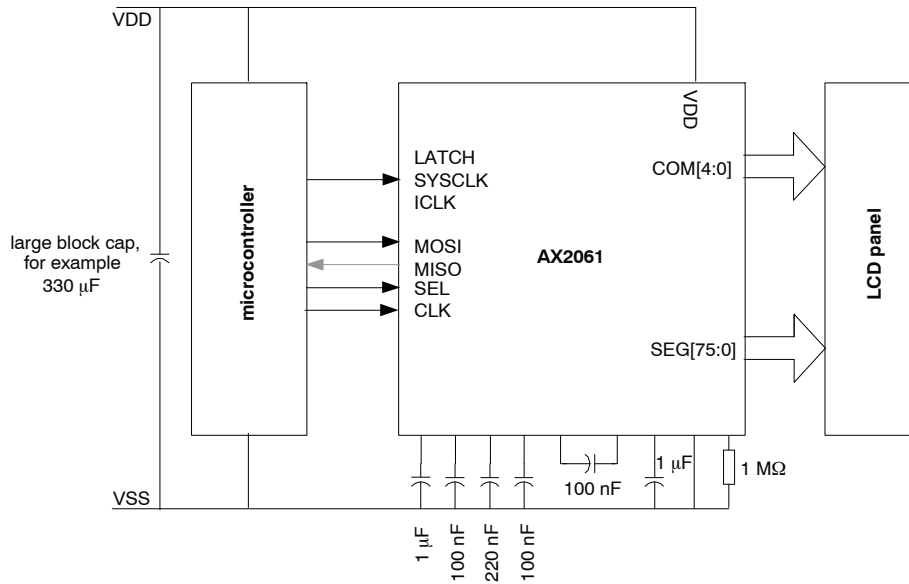 VDD
VDD
LATCH
SYSCLK
ICLK
COM[4:0]
large block cap,
for example
330 μF
microcontroller
MOSI
MISO
SEL
CLK
AX2061
LCD panel
SEG[75:0]
1 μF
1 MΩ
100 nF
VSS
1 μF
100 nF
220 nF
100 nF